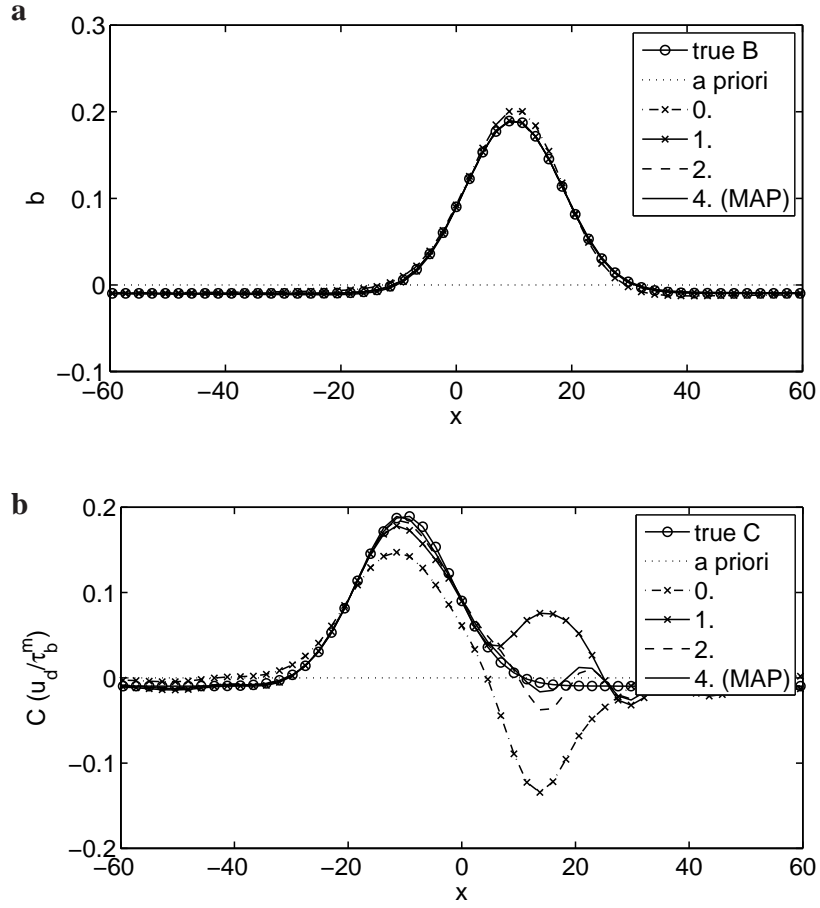 a
0.3
0.2
0.1
0
−0.1
b
−60
−40
−20
0
20
40
60
x
true B
a priori
0.
1.
2.
4. (MAP)
b
0.2
0.1
0
−0.1
−0.2
C (u_d/τ_b^m)
−60
−40
−20
0
20
40
60
x
true C
a priori
0.
1.
2.
4. (MAP)